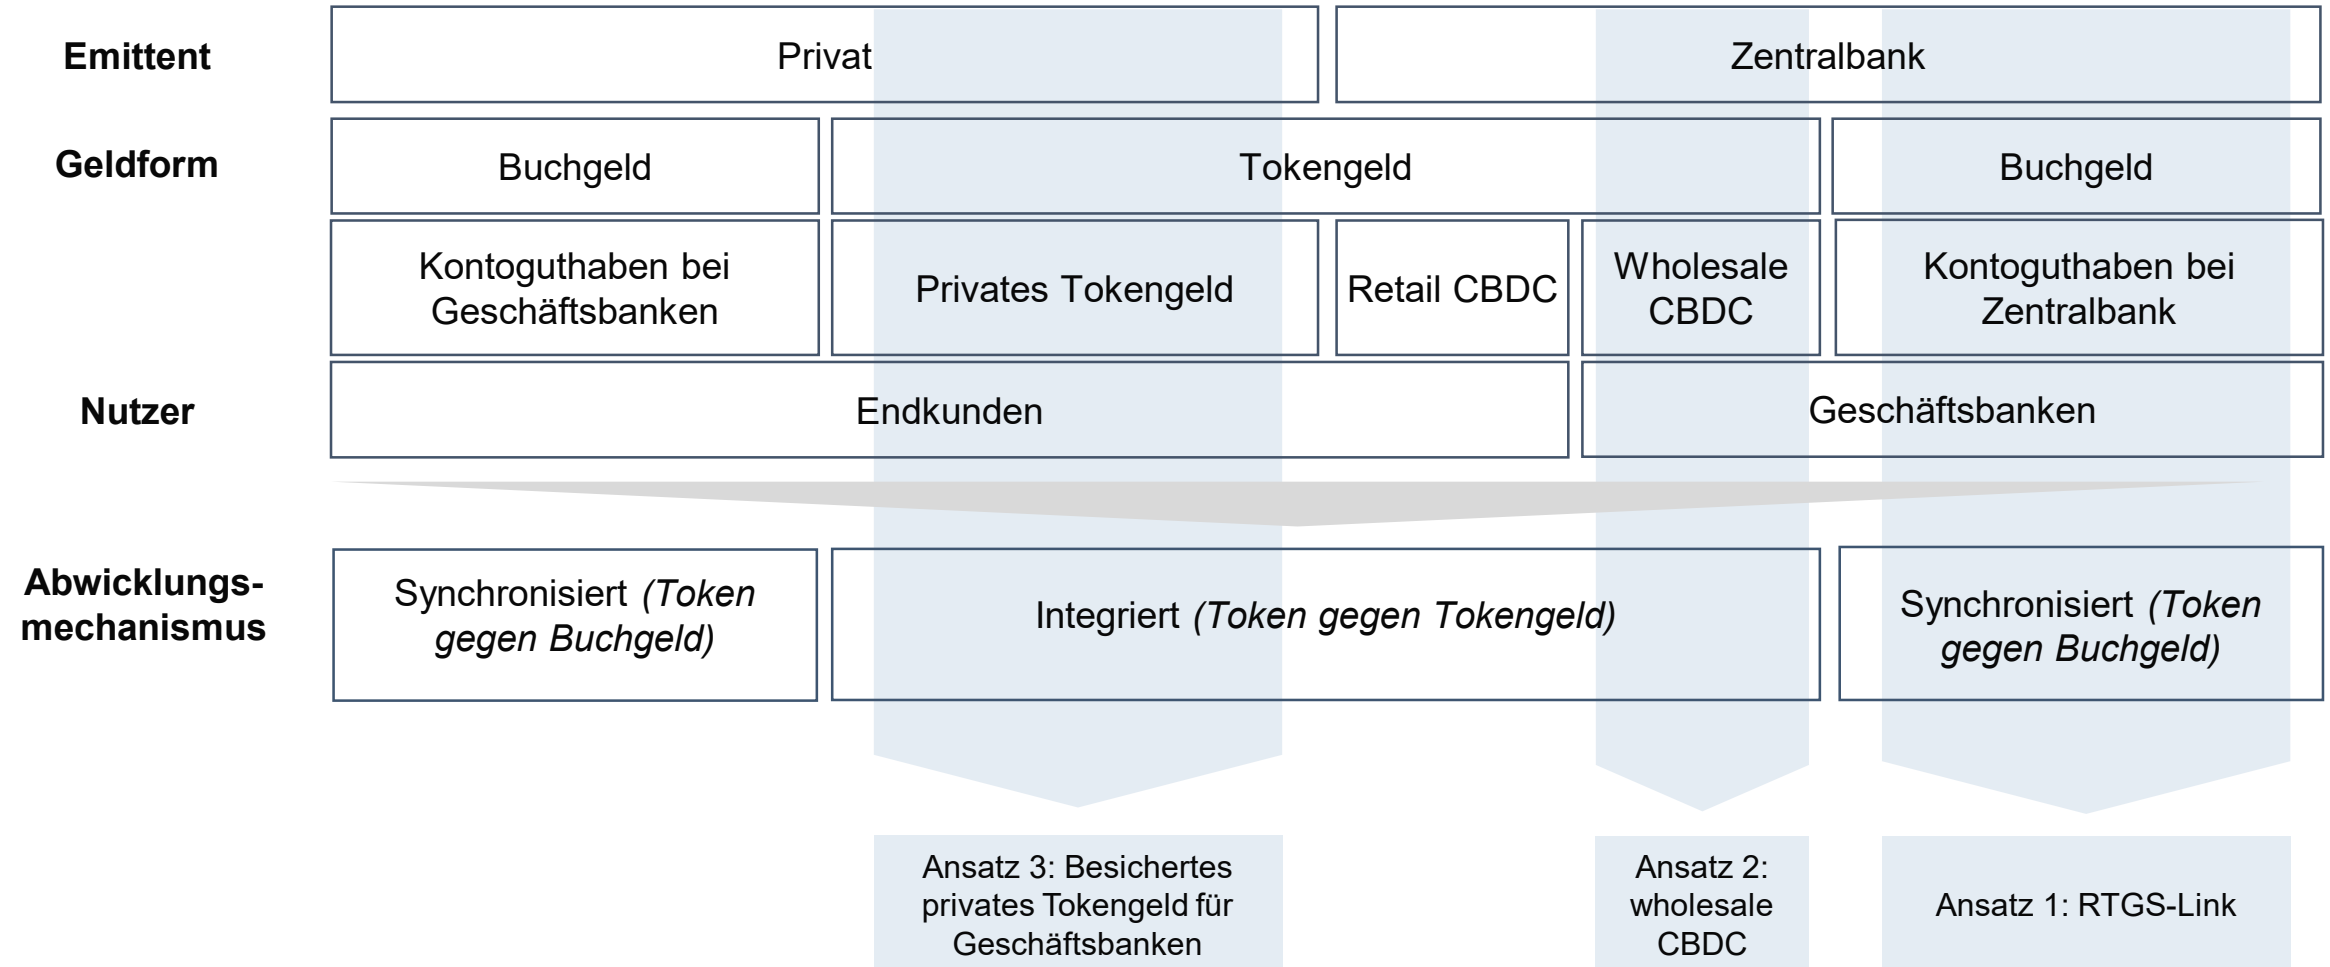 Emittent
Privat
Zentralbank
Geldform
Buchgeld
Tokengeld
Buchgeld
Kontoguthaben bei
Geschäftsbanken
Privates Tokengeld
Retail CBDC
Wholesale
CBDC
Kontoguthaben bei
Zentralbank
Nutzer
Endkunden
Geschäftsbanken
Abwicklungs-
mechanismus
Synchronisiert (Token
gegen Buchgeld)
Integriert (Token gegen Tokengeld)
Synchronisiert (Token
gegen Buchgeld)
Ansatz 3: Besichertes
privates Tokengeld für
Geschäftsbanken
Ansatz 2:
wholesale
CBDC
Ansatz 1: RTGS-Link